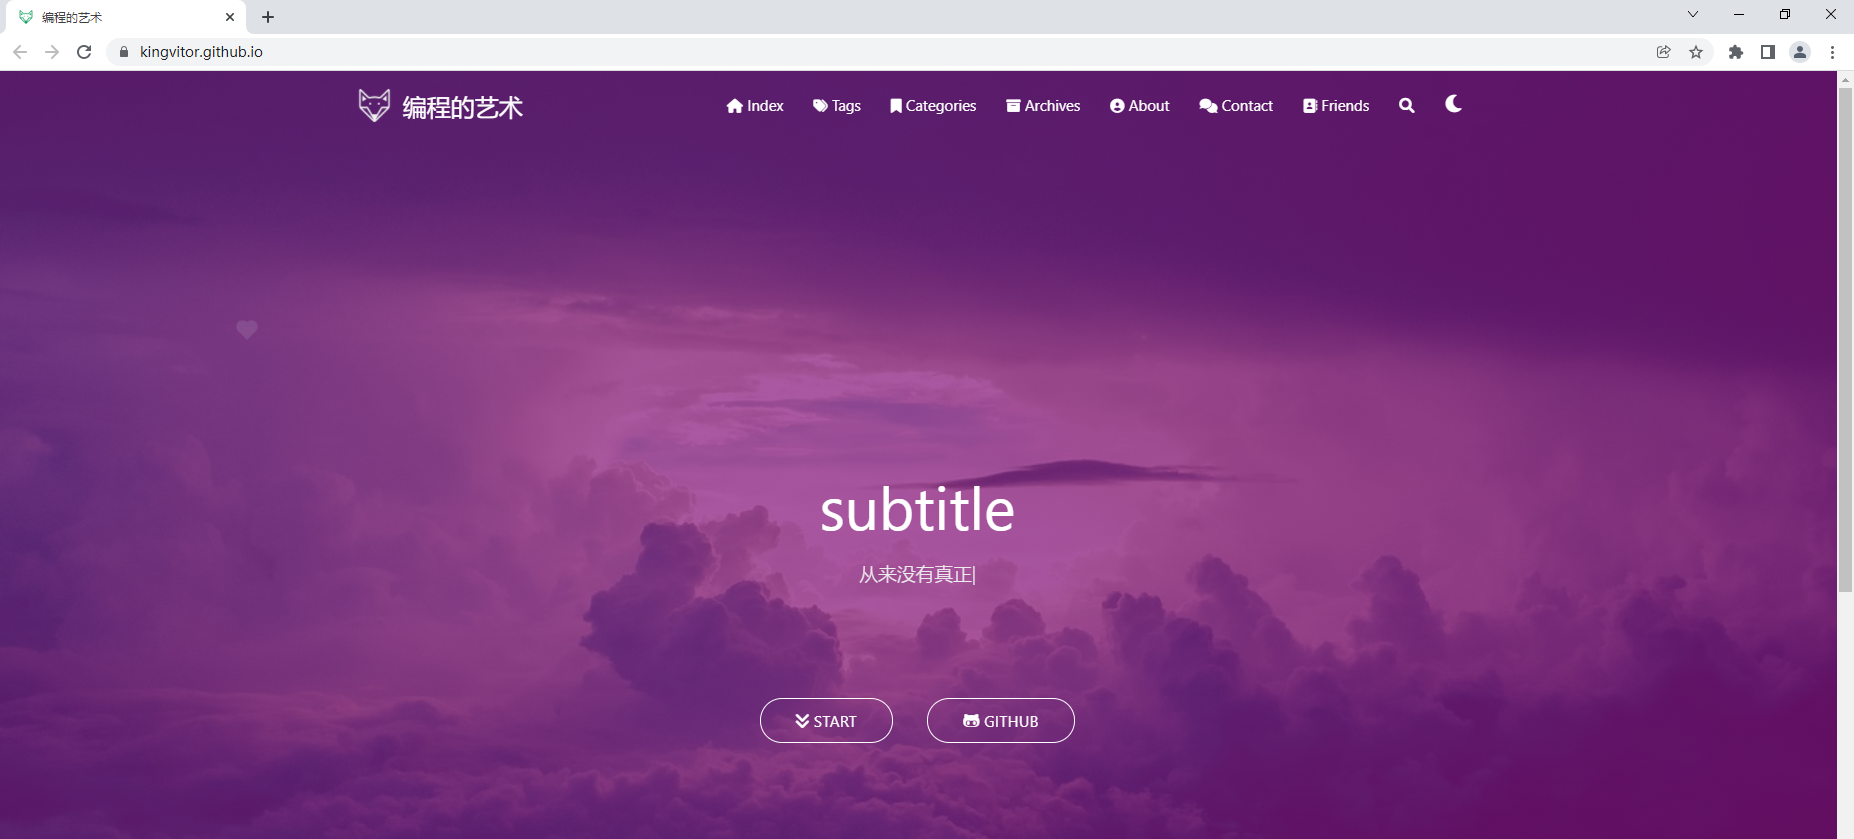 编程的艺术
kingvitor.github.io
编程的艺术
Index Tags Categories Archives About Contact Friends
subtitle
从来没有真正|
START GITHUB